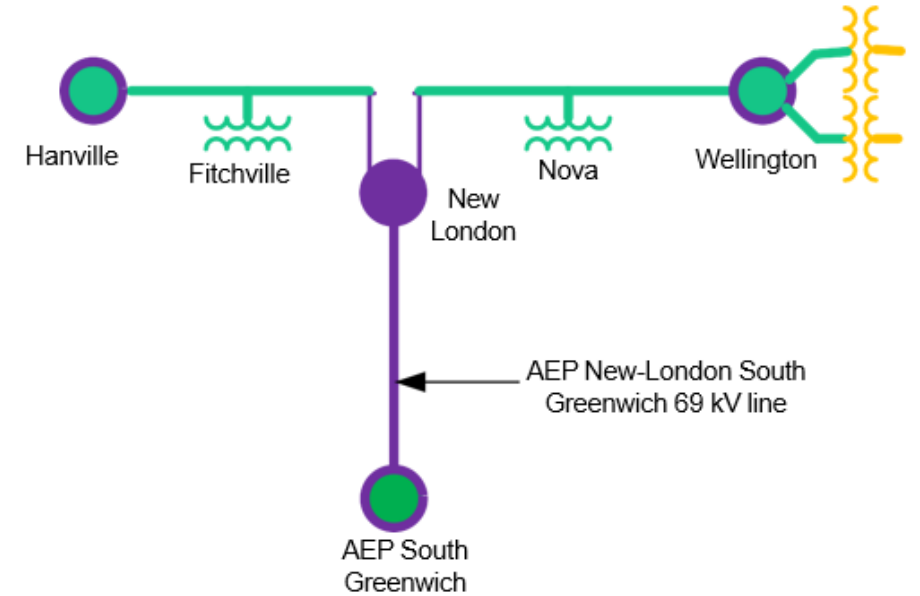 Hanville
Fitchville
Nova
Wellington
New
London
AEP New-London South
Greenwich 69 kV line
AEP South
Greenwich